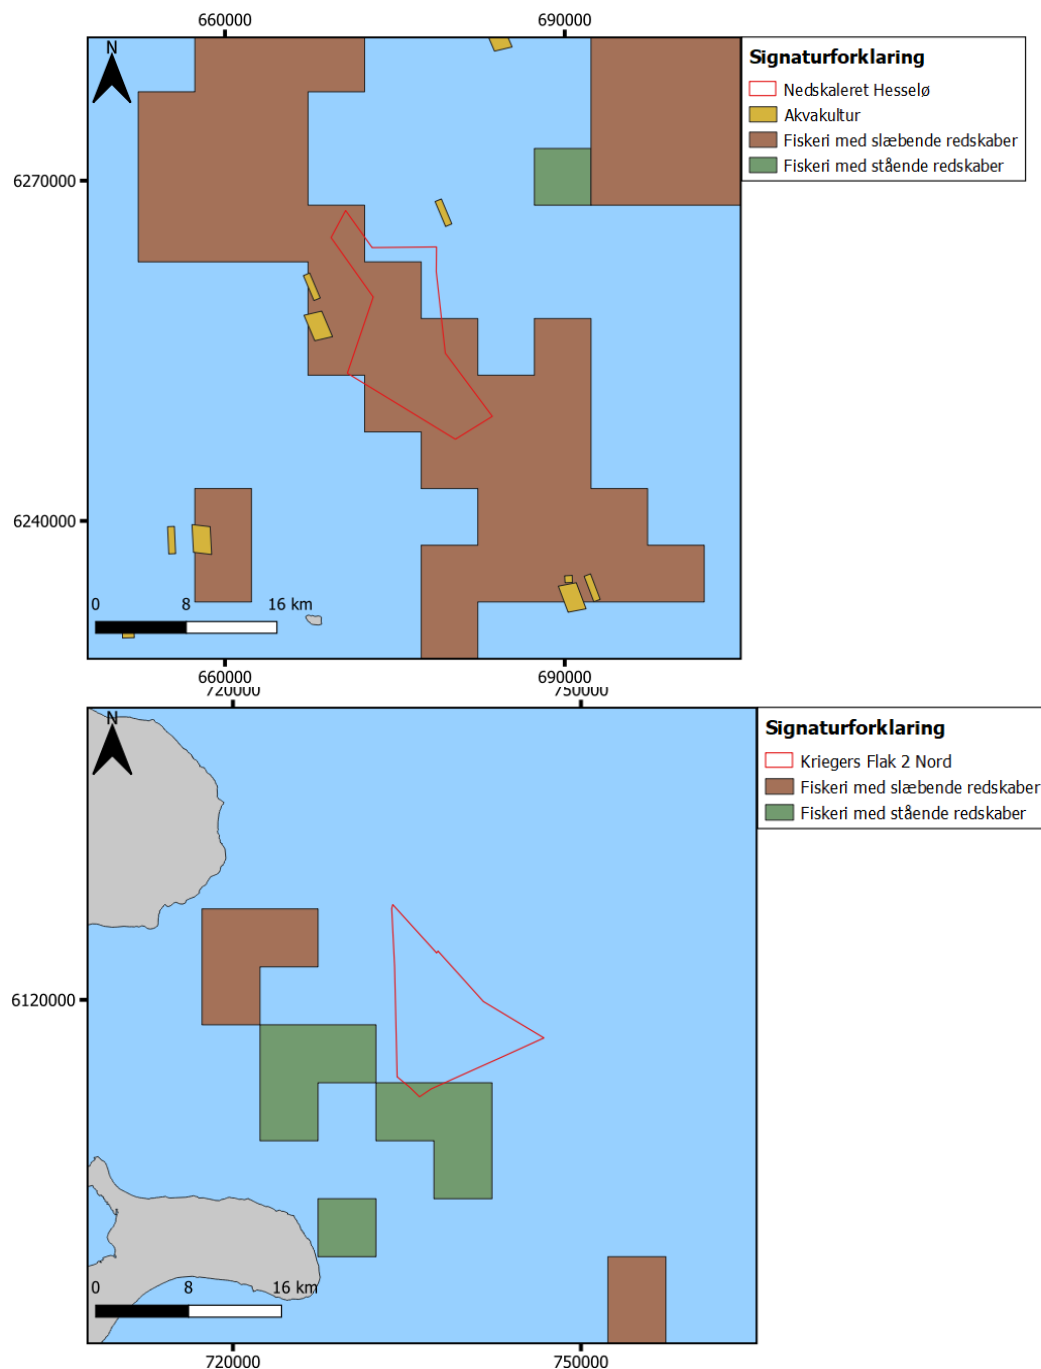 660000
690000
N
Signaturforklaring
Nedskaleret Hesselø
Akvakultur
Fiskeri med slæbende redskaber
Fiskeri med stående redskaber
6270000
6240000
0 8 16 km
660000
690000
720000
750000
N
Signaturforklaring
Kriegers Flak 2 Nord
Fiskeri med slæbende redskaber
Fiskeri med stående redskaber
6120000
0 8 16 km
720000
750000